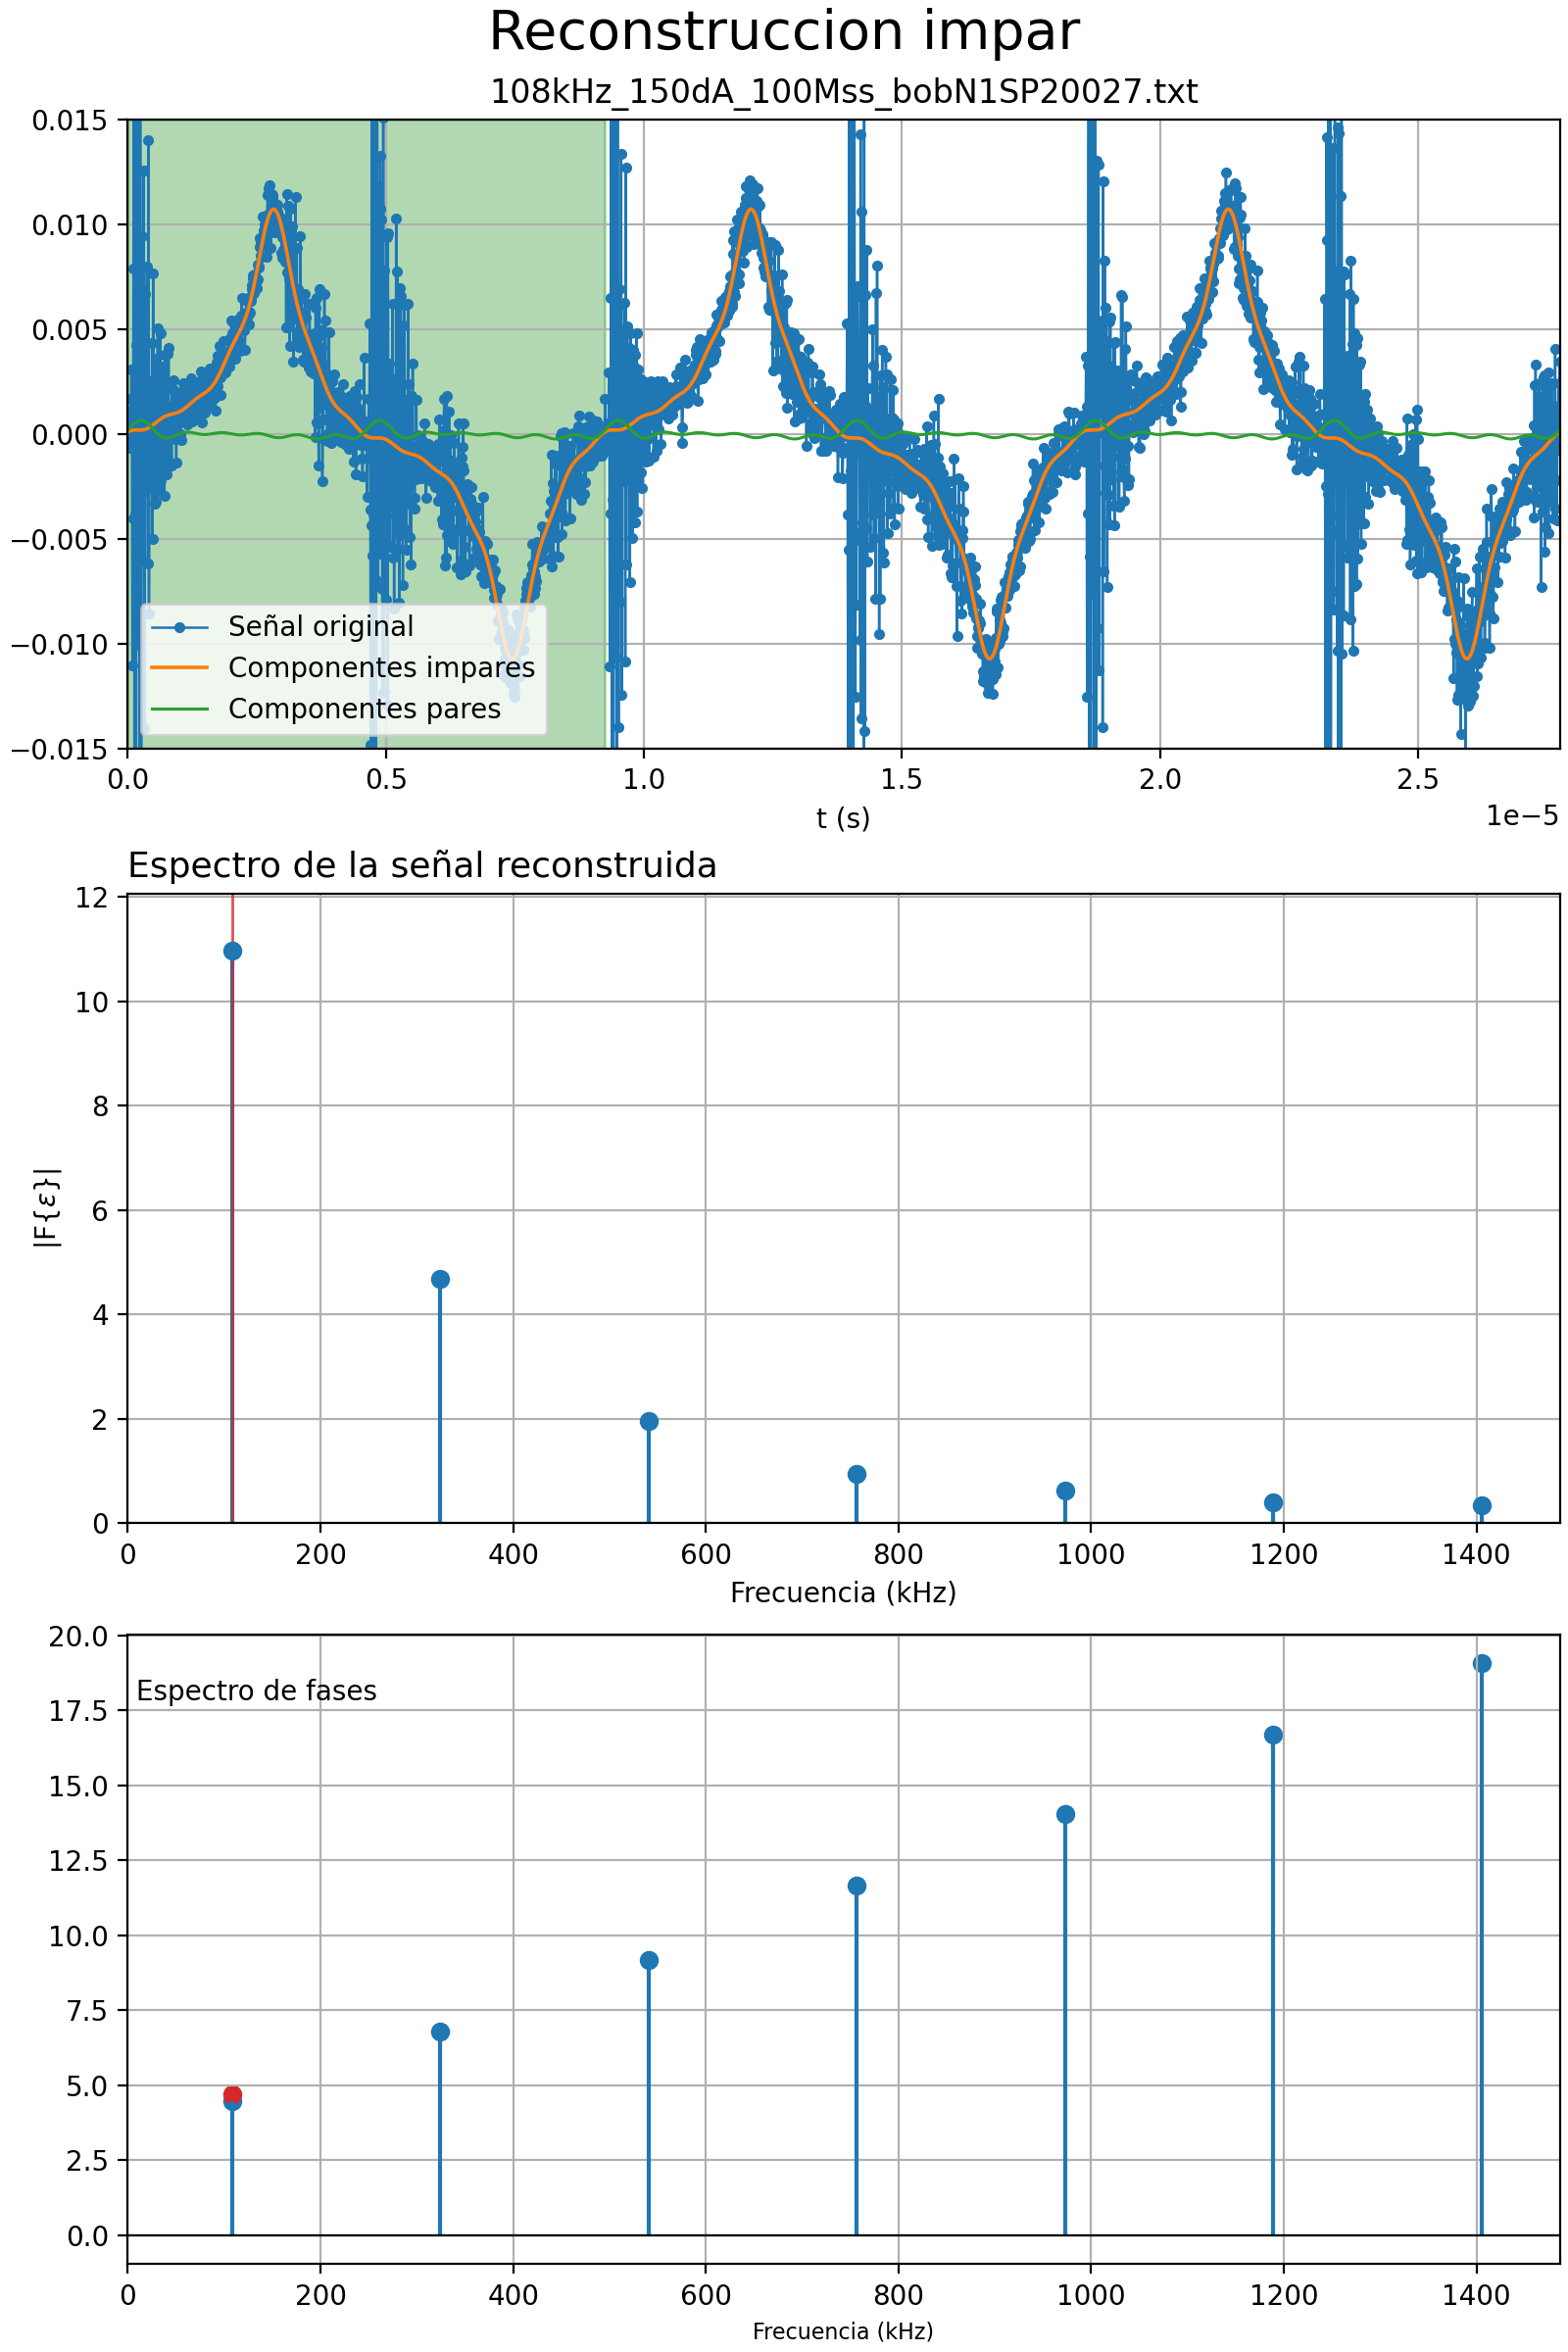 Reconstruccion impar
108kHz_150dA_100Mss_bobN1SP20027.txt
0.015
0.010
0.005
0.000
−0.005
−0.010
−0.015
Señal original
Componentes impares
Componentes pares
0.0 0.5 1.0 1.5 2.0 2.5
t (s)
1e−5
Espectro de la señal reconstruida
12
10
8
6
4
2
0
|F{ε}|
0 200 400 600 800 1000 1200 1400
Frecuencia (kHz)
20.0
17.5
15.0
12.5
10.0
7.5
5.0
2.5
0.0
Espectro de fases
0 200 400 600 800 1000 1200 1400
Frecuencia (kHz)